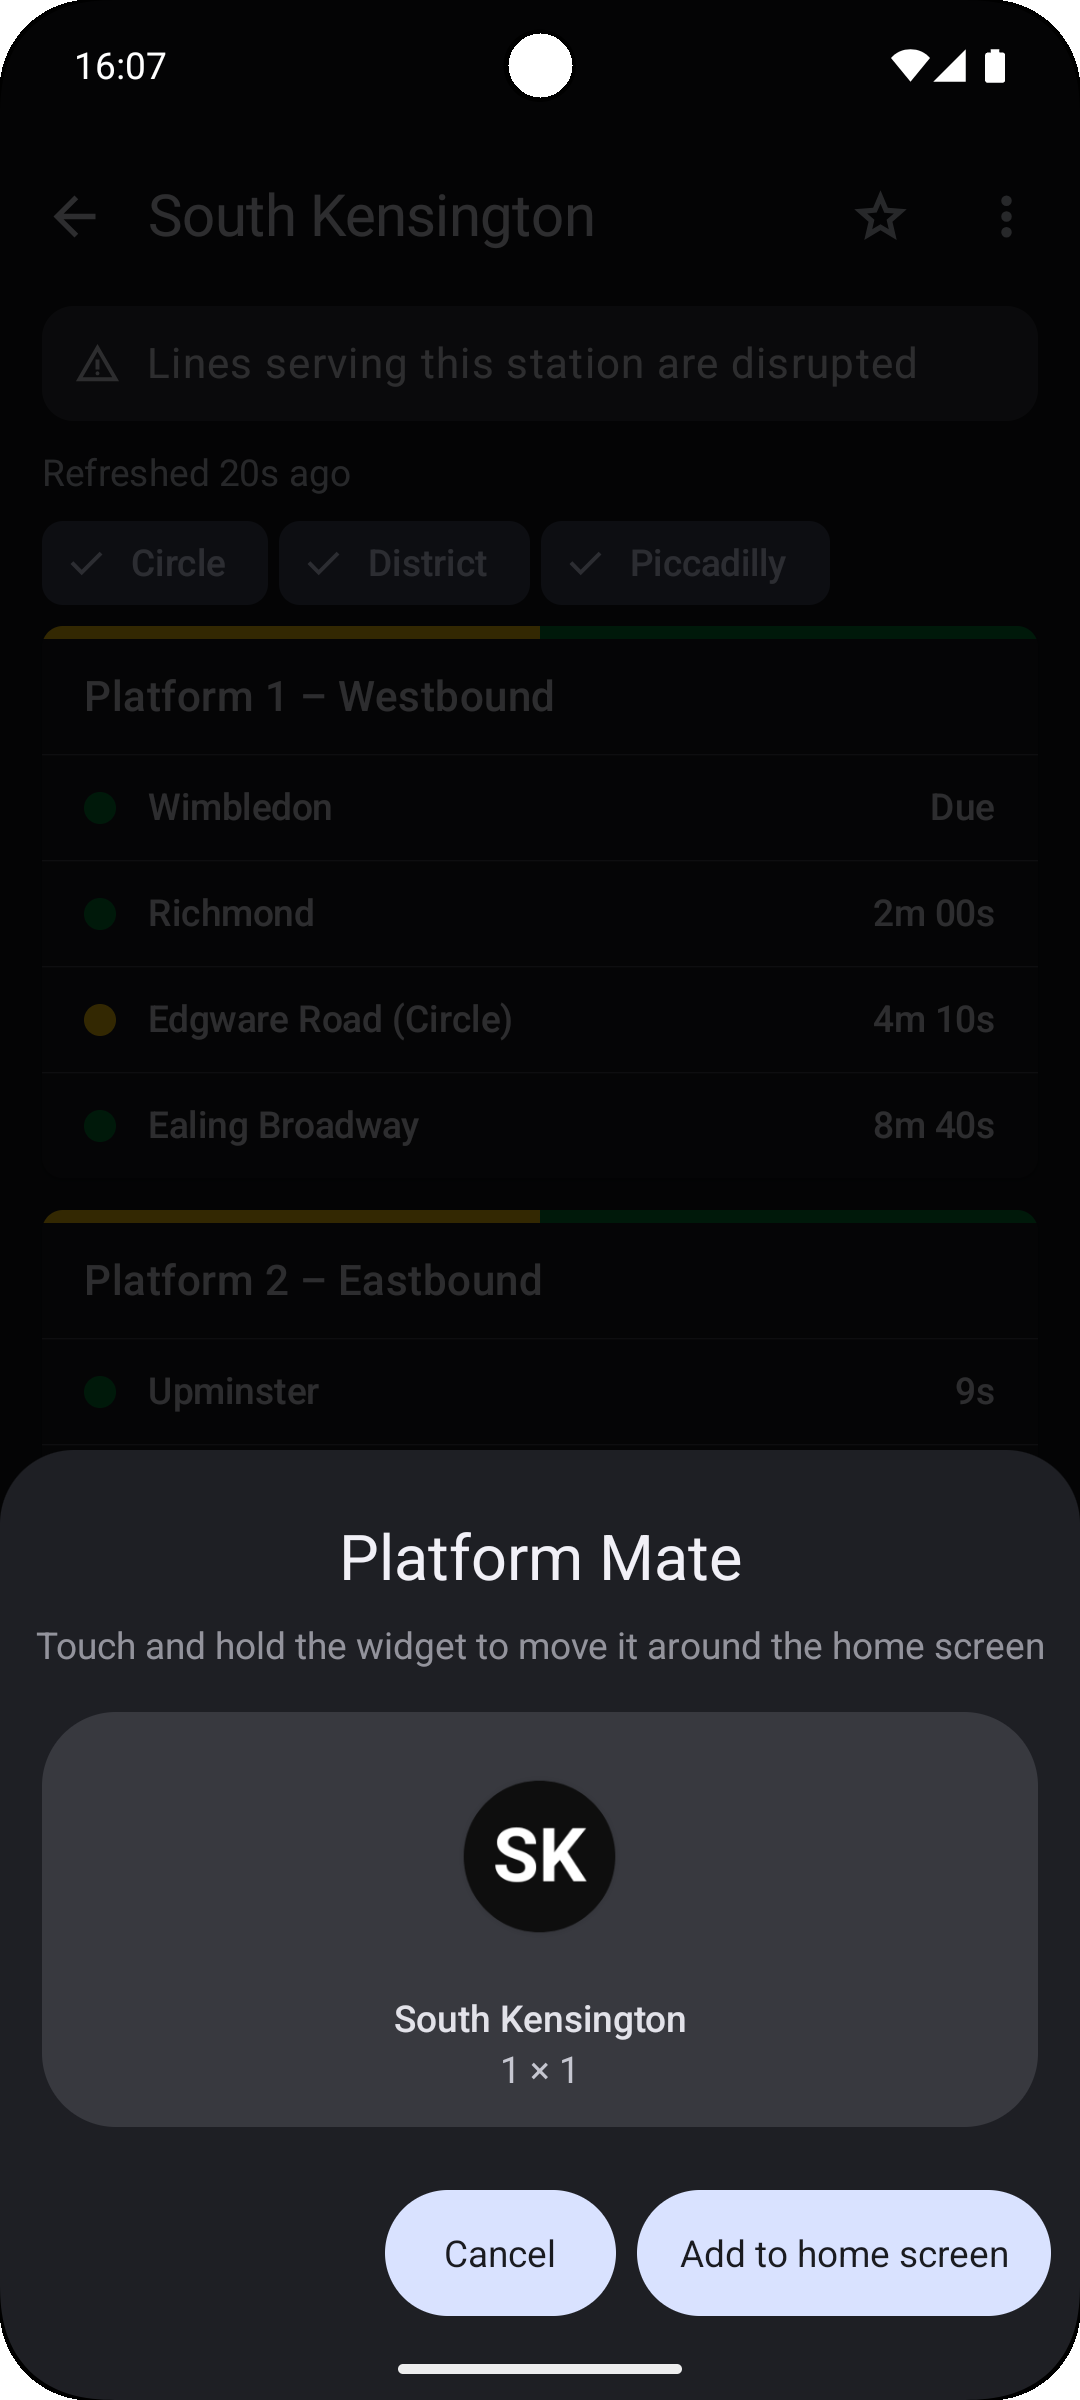 16:07
South Kensington
Lines serving this station are disrupted
Refreshed 20s ago
Circle
District
Piccadilly
Platform 1 – Westbound
Wimbledon Due
Richmond 2m 00s
Edgware Road (Circle) 4m 10s
Ealing Broadway 8m 40s
Platform 2 – Eastbound
Upminster 9s
Platform Mate
Touch and hold the widget to move it around the home screen
SK
South Kensington
1 × 1
Cancel
Add to home screen